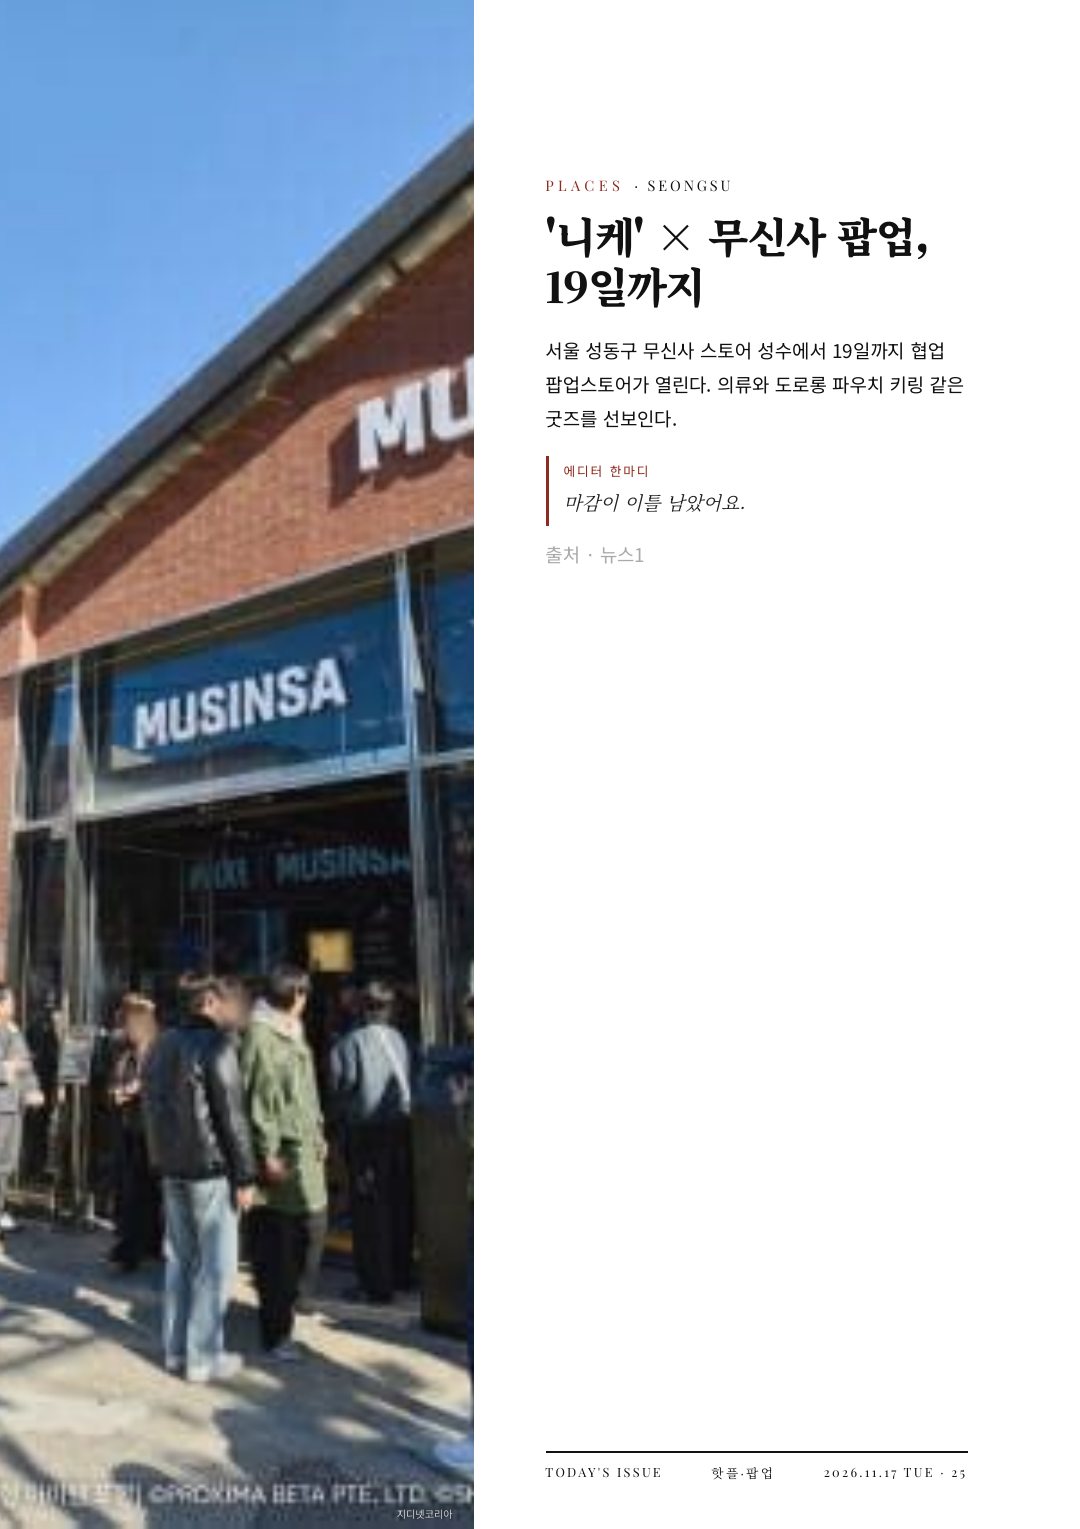 PLACES · SEONGSU
'니케' × 무신사 팝업,
19일까지
서울 성동구 무신사 스토어 성수에서 19일까지 협업
팝업스토어가 열린다. 의류와 도로롱 파우치 키링 같은
굿즈를 선보인다.
에디터 한마디
마감이 이틀 남았어요.
출처 · 뉴스1
MU
MUSINSA
MUSINSA
©PROXIMA BETA PTE. LTD.
지디넷코리아
TODAY'S ISSUE 핫플·팝업 2026.11.17 TUE · 25